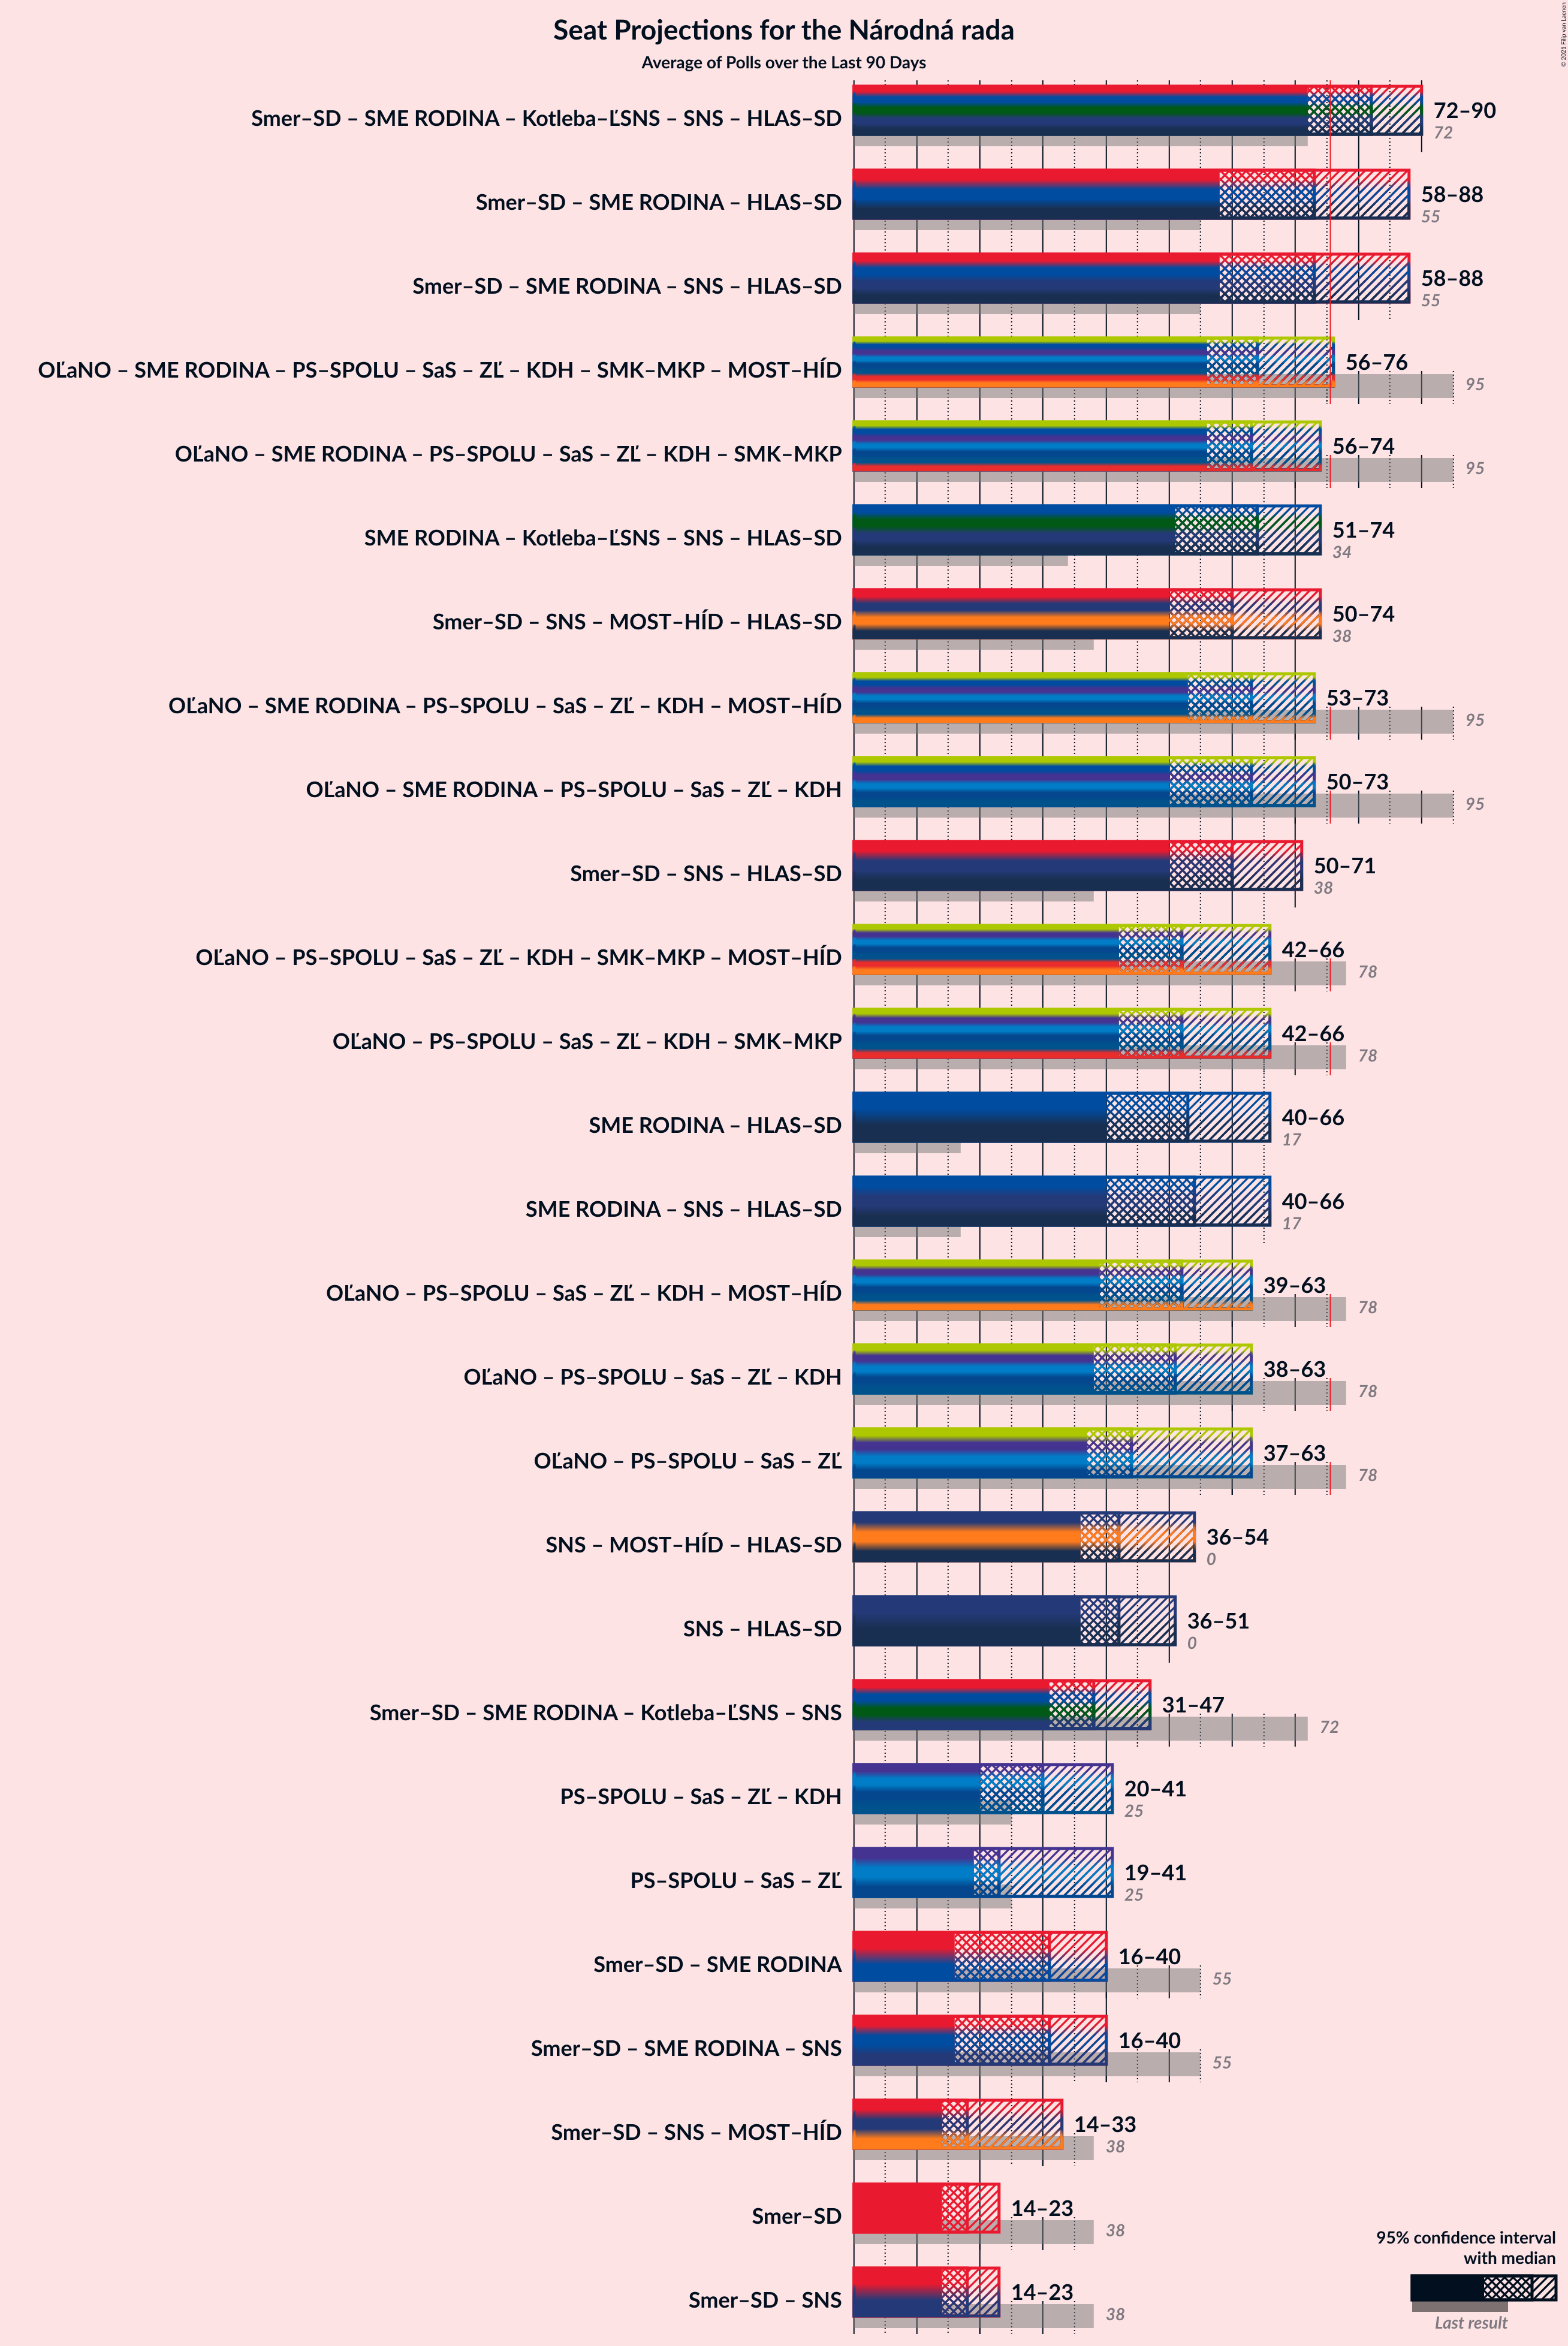 Seat Projections for the Národná rada
Average of Polls over the Last 90 Days
© 2021 Filip van Laenen
Smer–SD – SME RODINA – Kotleba–ĽSNS – SNS – HLAS–SD
72–90
72
Smer–SD – SME RODINA – HLAS–SD
58–88
55
Smer–SD – SME RODINA – SNS – HLAS–SD
58–88
55
OĽaNO – SME RODINA – PS–SPOLU – SaS – ZĽ – KDH – SMK–MKP – MOST–HÍD
56–76
95
OĽaNO – SME RODINA – PS–SPOLU – SaS – ZĽ – KDH – SMK–MKP
56–74
95
SME RODINA – Kotleba–ĽSNS – SNS – HLAS–SD
51–74
34
Smer–SD – SNS – MOST–HÍD – HLAS–SD
50–74
38
OĽaNO – SME RODINA – PS–SPOLU – SaS – ZĽ – KDH – MOST–HÍD
53–73
95
OĽaNO – SME RODINA – PS–SPOLU – SaS – ZĽ – KDH
50–73
95
Smer–SD – SNS – HLAS–SD
50–71
38
OĽaNO – PS–SPOLU – SaS – ZĽ – KDH – SMK–MKP – MOST–HÍD
42–66
78
OĽaNO – PS–SPOLU – SaS – ZĽ – KDH – SMK–MKP
42–66
78
SME RODINA – HLAS–SD
40–66
17
SME RODINA – SNS – HLAS–SD
40–66
17
OĽaNO – PS–SPOLU – SaS – ZĽ – KDH – MOST–HÍD
39–63
78
OĽaNO – PS–SPOLU – SaS – ZĽ – KDH
38–63
78
OĽaNO – PS–SPOLU – SaS – ZĽ
37–63
78
SNS – MOST–HÍD – HLAS–SD
36–54
0
SNS – HLAS–SD
36–51
0
Smer–SD – SME RODINA – Kotleba–ĽSNS – SNS
31–47
72
PS–SPOLU – SaS – ZĽ – KDH
20–41
25
PS–SPOLU – SaS – ZĽ
19–41
25
Smer–SD – SME RODINA
16–40
55
Smer–SD – SME RODINA – SNS
16–40
55
Smer–SD – SNS – MOST–HÍD
14–33
38
Smer–SD
14–23
38
Smer–SD – SNS
14–23
38
95% confidence interval
with median
Last result